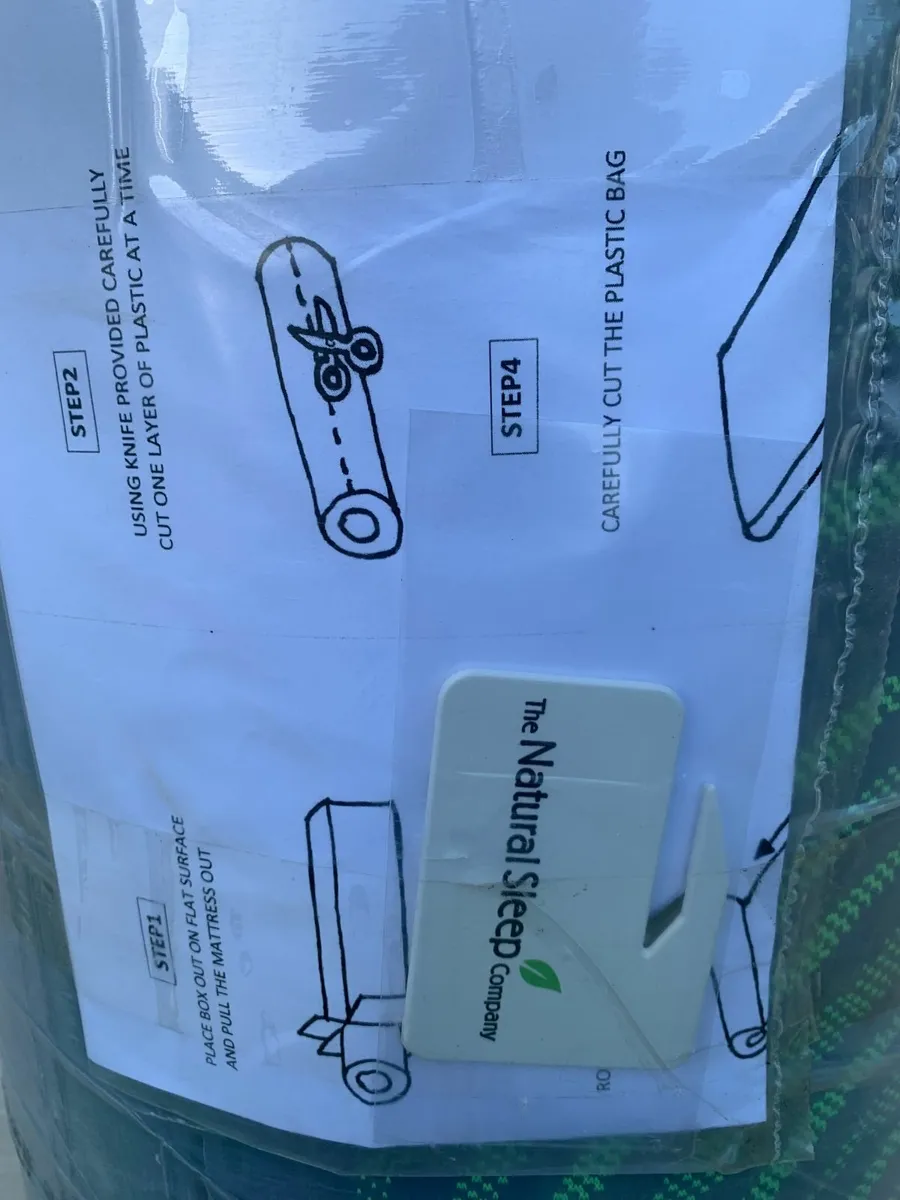 STEP1
PLACE BOX OUT ON FLAT SURFACE
AND PULL THE MATTRESS OUT
STEP2
USING KNIFE PROVIDED CAREFULLY
CUT ONE LAYER OF PLASTIC AT A TIME
RO
The Natural Sleep Company
STEP4
CAREFULLY CUT THE PLASTIC BAG